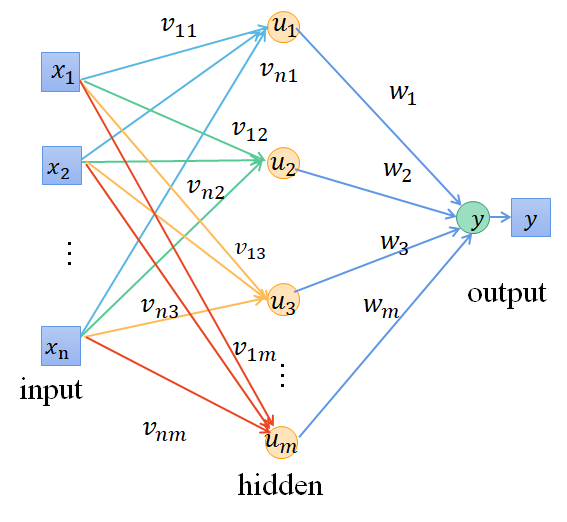 v₁₁
u₁
x₁
vₙ₁
w₁
v₁₂
x₂
u₂
w₂
vₙ₂
y
y
⋮
v₁₃
w₃
output
vₙ₃
u₃
wₘ
xₙ
v₁ₘ
⋮
input
vₙₘ
uₘ
hidden